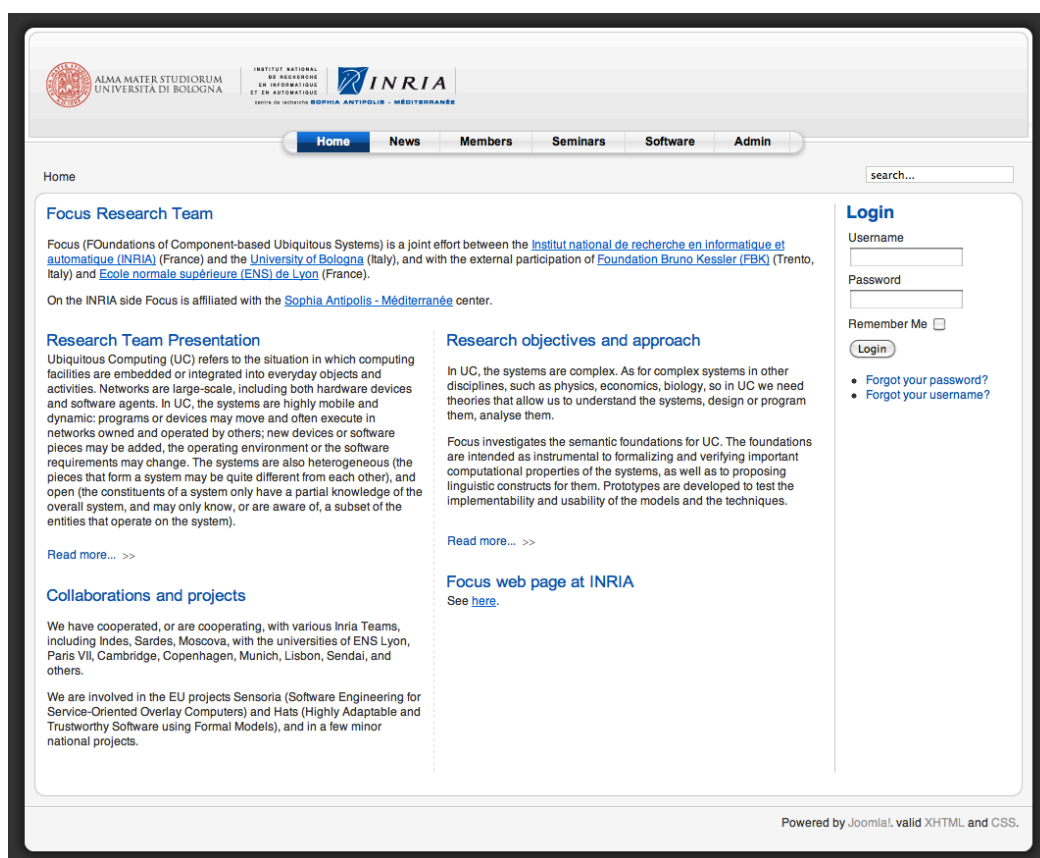 ALMA MATER STUDIORUM
UNIVERSITÀ DI BOLOGNA
INSTITUT NATIONAL
DE RECHERCHE
EN INFORMATIQUE
ET EN AUTOMATIQUE
INRIA
centre de recherche SOPHIA ANTIPOLIS - MÉDITERRANÉE
Home News Members Seminars Software Admin
Home
search...
Focus Research Team
Focus (FOundations of Component-based Ubiquitous Systems) is a joint effort between the Institut national de recherche en informatique et
automatique (INRIA) (France) and the University of Bologna (Italy), and with the external participation of Foundation Bruno Kessler (FBK) (Trento,
Italy) and Ecole normale supérieure (ENS) de Lyon (France).
On the INRIA side Focus is affiliated with the Sophia Antipolis - Méditerranée center.
Research Team Presentation
Ubiquitous Computing (UC) refers to the situation in which computing
facilities are embedded or integrated into everyday objects and
activities. Networks are large-scale, including both hardware devices
and software agents. In UC, the systems are highly mobile and
dynamic: programs or devices may move and often execute in
networks owned and operated by others; new devices or software
pieces may be added, the operating environment or the software
requirements may change. The systems are also heterogeneous (the
pieces that form a system may be quite different from each other), and
open (the constituents of a system only have a partial knowledge of the
overall system, and may only know, or are aware of, a subset of the
entities that operate on the system).
Read more... >>
Collaborations and projects
We have cooperated, or are cooperating, with various Inria Teams,
including Indes, Sardes, Moscova, with the universities of ENS Lyon,
Paris VII, Cambridge, Copenhagen, Munich, Lisbon, Sendai, and
others.
We are involved in the EU projects Sensoria (Software Engineering for
Service-Oriented Overlay Computers) and Hats (Highly Adaptable and
Trustworthy Software using Formal Models), and in a few minor
national projects.
Research objectives and approach
In UC, the systems are complex. As for complex systems in other
disciplines, such as physics, economics, biology, so in UC we need
theories that allow us to understand the systems, design or program
them, analyse them.
Focus investigates the semantic foundations for UC. The foundations
are intended as instrumental to formalizing and verifying important
computational properties of the systems, as well as to proposing
linguistic constructs for them. Prototypes are developed to test the
implementability and usability of the models and the techniques.
Read more... >>
Focus web page at INRIA
See here.
Login
Username
Password
Remember Me
Login
Forgot your password?
Forgot your username?
Powered by Joomla!. valid XHTML and CSS.